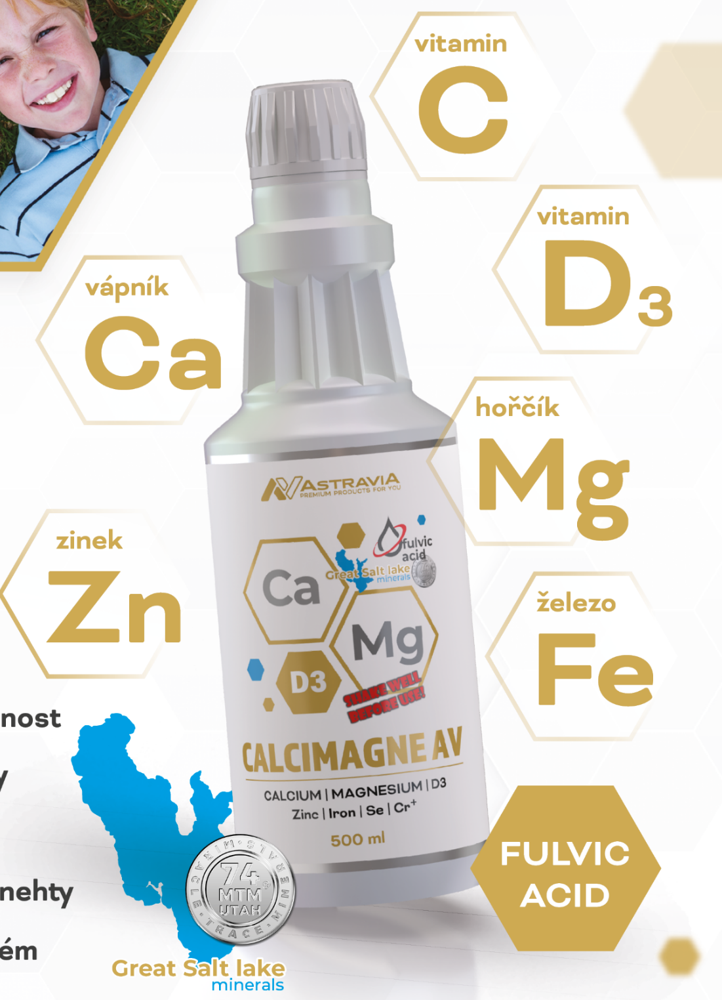 vitamin
C
vitamin
D3
vápník
Ca
hořčík
Mg
zinek
Zn
železo
Fe
AV ASTRAVIA
PREMIUM PRODUCTS FOR YOU
fulvic
acid
Great Salt lake
minerals
Ca
Mg
D3
SHAKE WELL
BEFORE USE!
CALCIMAGNE AV
CALCIUM | MAGNESIUM | D3
Zinc | Iron | Se | Cr⁺
500 ml
nost
y
nehty
ém
MIRACLE · TRACE · MINERALS
74
MTM
UTAH
Great Salt lake
minerals
FULVIC
ACID